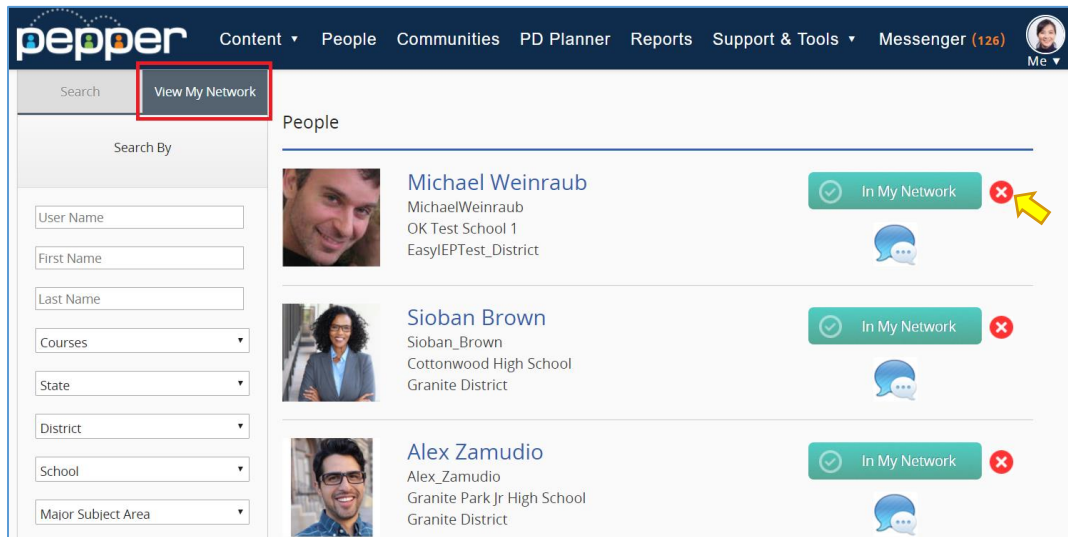 pepper Content ▾ People Communities PD Planner Reports Support & Tools ▾ Messenger (126)
Me ▾
Search View My Network
Search By
User Name
First Name
Last Name
Courses
State
District
School
Major Subject Area
People
Michael Weinraub
MichaelWeinraub
OK Test School 1
EasyIEPTest_District
In My Network
Sioban Brown
Sioban_Brown
Cottonwood High School
Granite District
In My Network
Alex Zamudio
Alex_Zamudio
Granite Park Jr High School
Granite District
In My Network